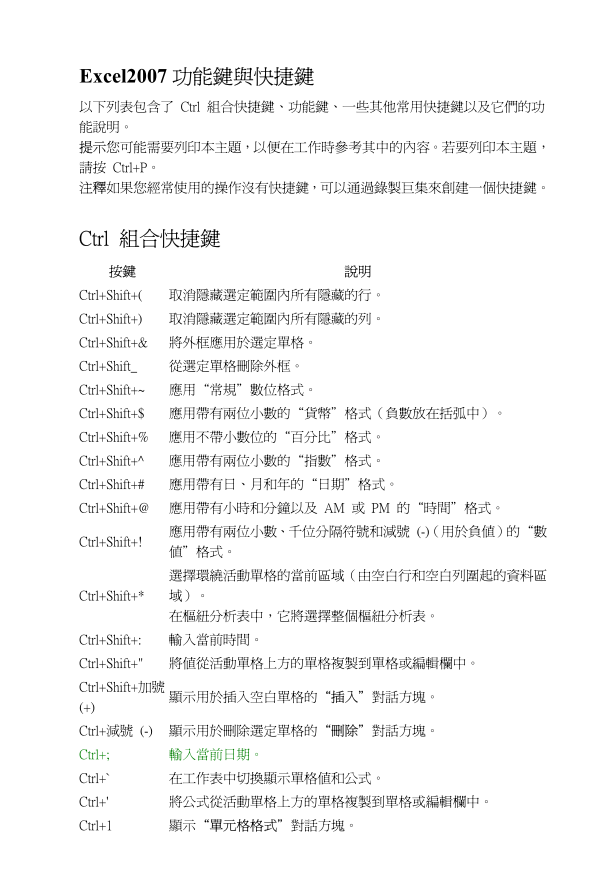 Excel2007 功能鍵與快捷鍵
以下列表包含了 Ctrl 組合快捷鍵、功能鍵、一些其他常用快捷鍵以及它們的功
能說明。
提示您可能需要列印本主題，以便在工作時參考其中的內容。若要列印本主題，
請按 Ctrl+P。
注釋如果您經常使用的操作沒有快捷鍵，可以通過錄製巨集來創建一個快捷鍵。
Ctrl 組合快捷鍵
按鍵 說明
Ctrl+Shift+( 取消隱藏選定範圍內所有隱藏的行。
Ctrl+Shift+) 取消隱藏選定範圍內所有隱藏的列。
Ctrl+Shift+& 將外框應用於選定單格。
Ctrl+Shift_ 從選定單格刪除外框。
Ctrl+Shift+~ 應用“常規”數位格式。
Ctrl+Shift+$ 應用帶有兩位小數的“貨幣”格式（負數放在括弧中）。
Ctrl+Shift+% 應用不帶小數位的“百分比”格式。
Ctrl+Shift+^ 應用帶有兩位小數的“指數”格式。
Ctrl+Shift+# 應用帶有日、月和年的“日期”格式。
Ctrl+Shift+@ 應用帶有小時和分鐘以及 AM 或 PM 的“時間”格式。
Ctrl+Shift+! 應用帶有兩位小數、千位分隔符號和減號 (-)（用於負值）的“數
值”格式。
Ctrl+Shift+* 選擇環繞活動單格的當前區域（由空白行和空白列圍起的資料區
域）。
在樞紐分析表中，它將選擇整個樞紐分析表。
Ctrl+Shift+: 輸入當前時間。
Ctrl+Shift+" 將值從活動單格上方的單格複製到單格或編輯欄中。
Ctrl+Shift+加號
(+) 顯示用於插入空白單格的“插入”對話方塊。
Ctrl+減號 (-) 顯示用於刪除選定單格的“刪除”對話方塊。
Ctrl+; 輸入當前日期。
Ctrl+` 在工作表中切換顯示單格值和公式。
Ctrl+' 將公式從活動單格上方的單格複製到單格或編輯欄中。
Ctrl+1 顯示“單元格格式”對話方塊。